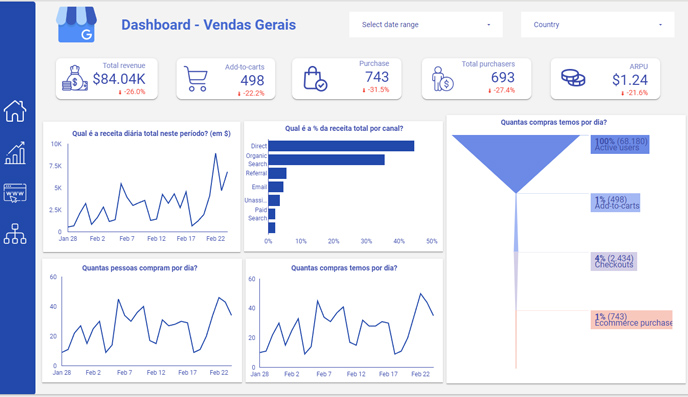 Dashboard - Vendas Gerais
Select date range
Country
G
Total revenue
$84.04K
-26.0%
Add-to-carts
498
-22.2%
Purchase
743
-31.5%
Total purchasers
693
-27.4%
ARPU
$1.24
-21.6%
WWW
Qual é a receita diária total neste período? (em $)
10K
7.5K
5K
2.5K
0
Jan 28 Feb 2 Feb 7 Feb 12 Feb 17 Feb 22
Qual é a % da receita total por canal?
Direct
Organic
Search
Referral
Email
Unassi...
Paid
Search
0% 10% 20% 30% 40% 50%
Quantas compras temos por dia?
100% (68,180)
Active users
1% (498)
Add-to-carts
4% (2,434)
Checkouts
1% (743)
Ecommerce purchase
Quantas pessoas compram por dia?
60
40
20
0
Jan 28 Feb 2 Feb 7 Feb 12 Feb 17 Feb 22
Quantas compras temos por dia?
60
40
20
0
Jan 28 Feb 2 Feb 7 Feb 12 Feb 17 Feb 22